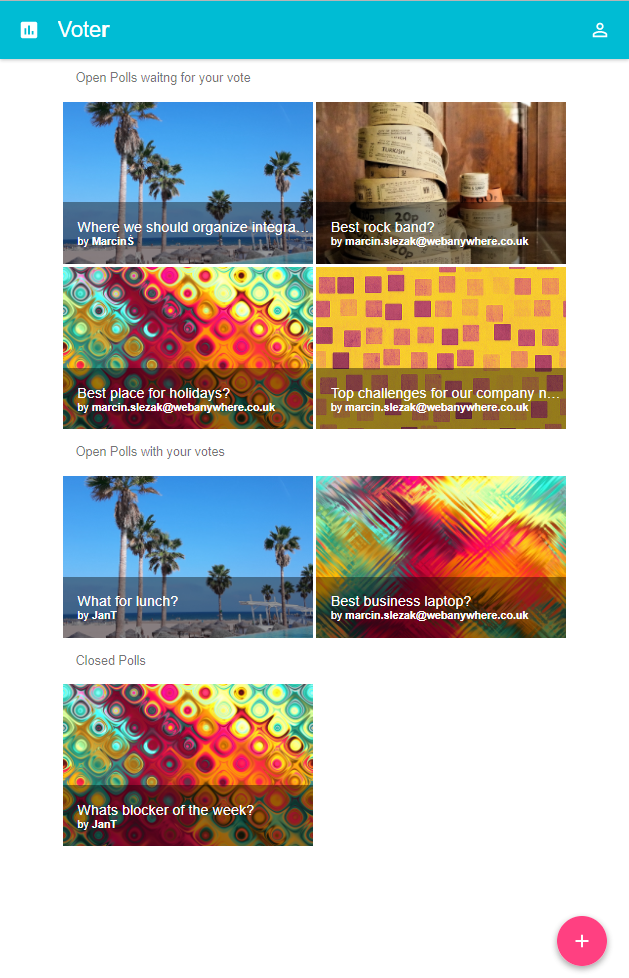 Voter
Open Polls waitng for your vote
Where we should organize integra…
by MarcinS
Best rock band?
by marcin.slezak@webanywhere.co.uk
20p
20p
Best place for holidays?
by marcin.slezak@webanywhere.co.uk
Top challenges for our company n…
by marcin.slezak@webanywhere.co.uk
Open Polls with your votes
What for lunch?
by JanT
Best business laptop?
by marcin.slezak@webanywhere.co.uk
Closed Polls
Whats blocker of the week?
by JanT